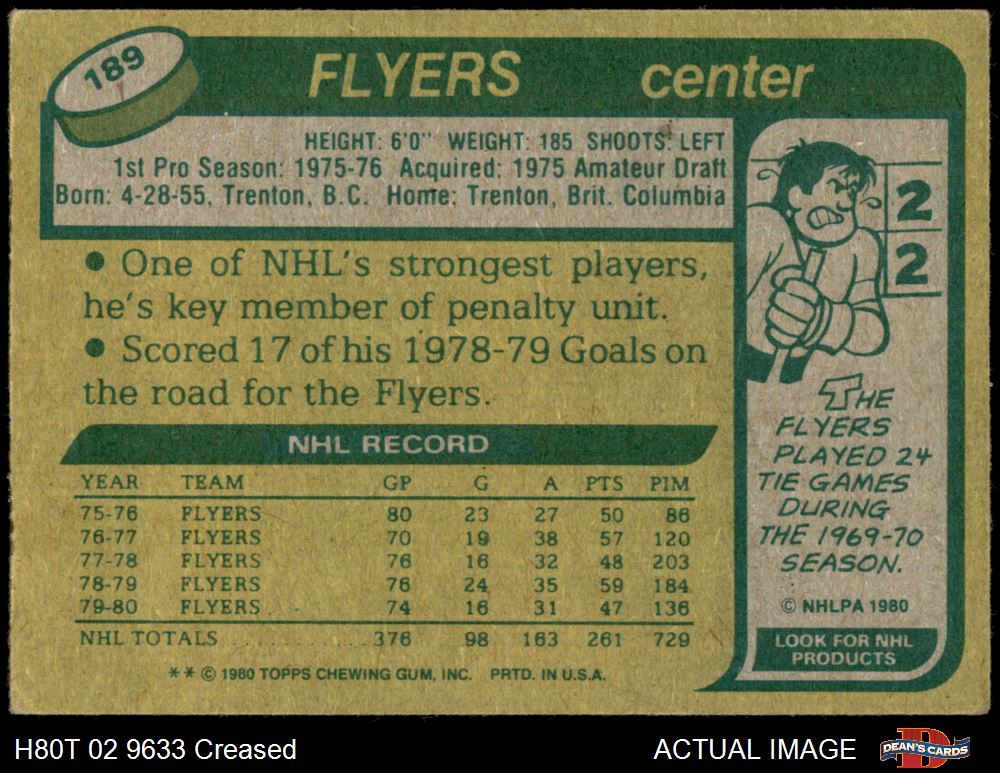 189
FLYERS center
HEIGHT: 6'0" WEIGHT: 185 SHOOTS: LEFT
1st Pro Season: 1975-76 Acquired: 1975 Amateur Draft
Born: 4-28-55, Trenton, B.C. Home: Trenton, Brit. Columbia
• One of NHL's strongest players,
he's key member of penalty unit.
• Scored 17 of his 1978-79 Goals on
the road for the Flyers.
NHL RECORD
YEAR TEAM GP G A PTS PIM
75-76 FLYERS 80 23 27 50 86
76-77 FLYERS 70 19 38 57 120
77-78 FLYERS 76 16 32 48 203
78-79 FLYERS 76 24 35 59 184
79-80 FLYERS 74 16 31 47 136
NHL TOTALS 376 98 163 261 729
** © 1980 TOPPS CHEWING GUM, INC. PRTD. IN U.S.A.
2
2
THE
FLYERS
PLAYED 24
TIE GAMES
DURING
THE 1969-70
SEASON.
© NHLPA 1980
LOOK FOR NHL
PRODUCTS
H80T 02 9633 Creased ACTUAL IMAGE
DEAN'S CARDS